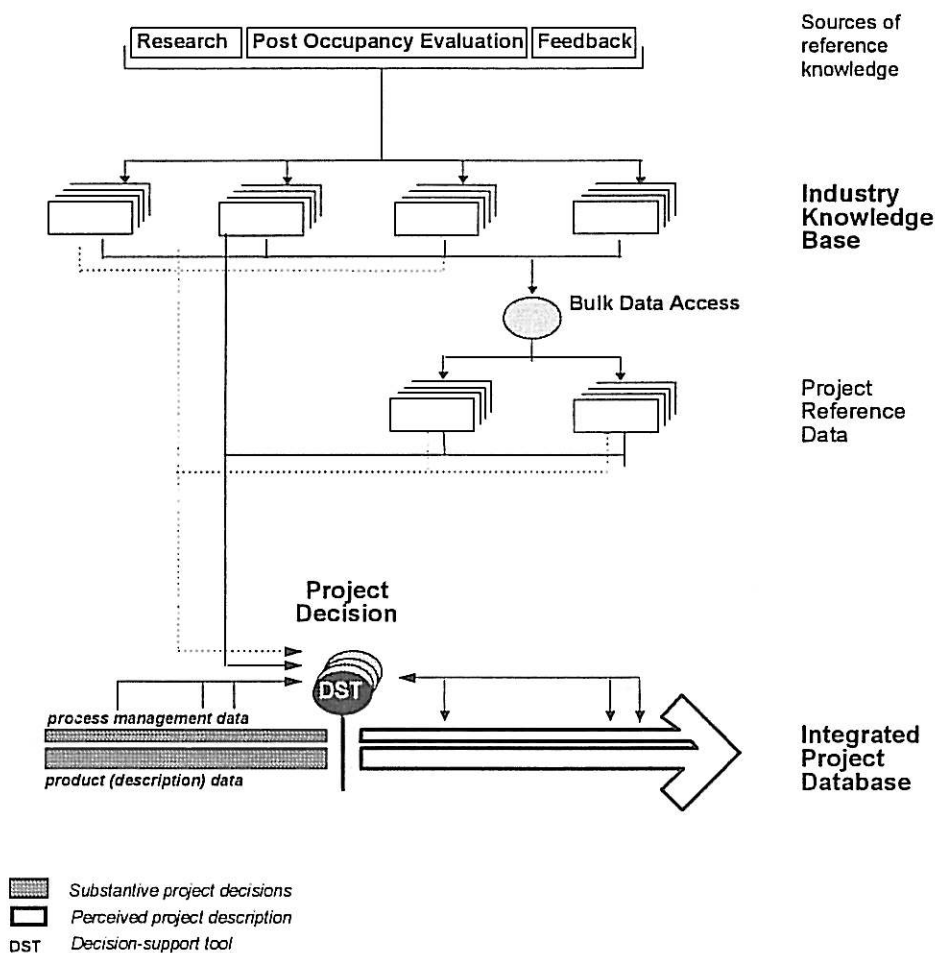 Research Post Occupancy Evaluation Feedback
Sources of
reference
knowledge
Industry
Knowledge
Base
Bulk Data Access
Project
Reference
Data
Project
Decision
DST
process management data
product (description) data
Integrated
Project
Database
Substantive project decisions
Perceived project description
DST Decision-support tool